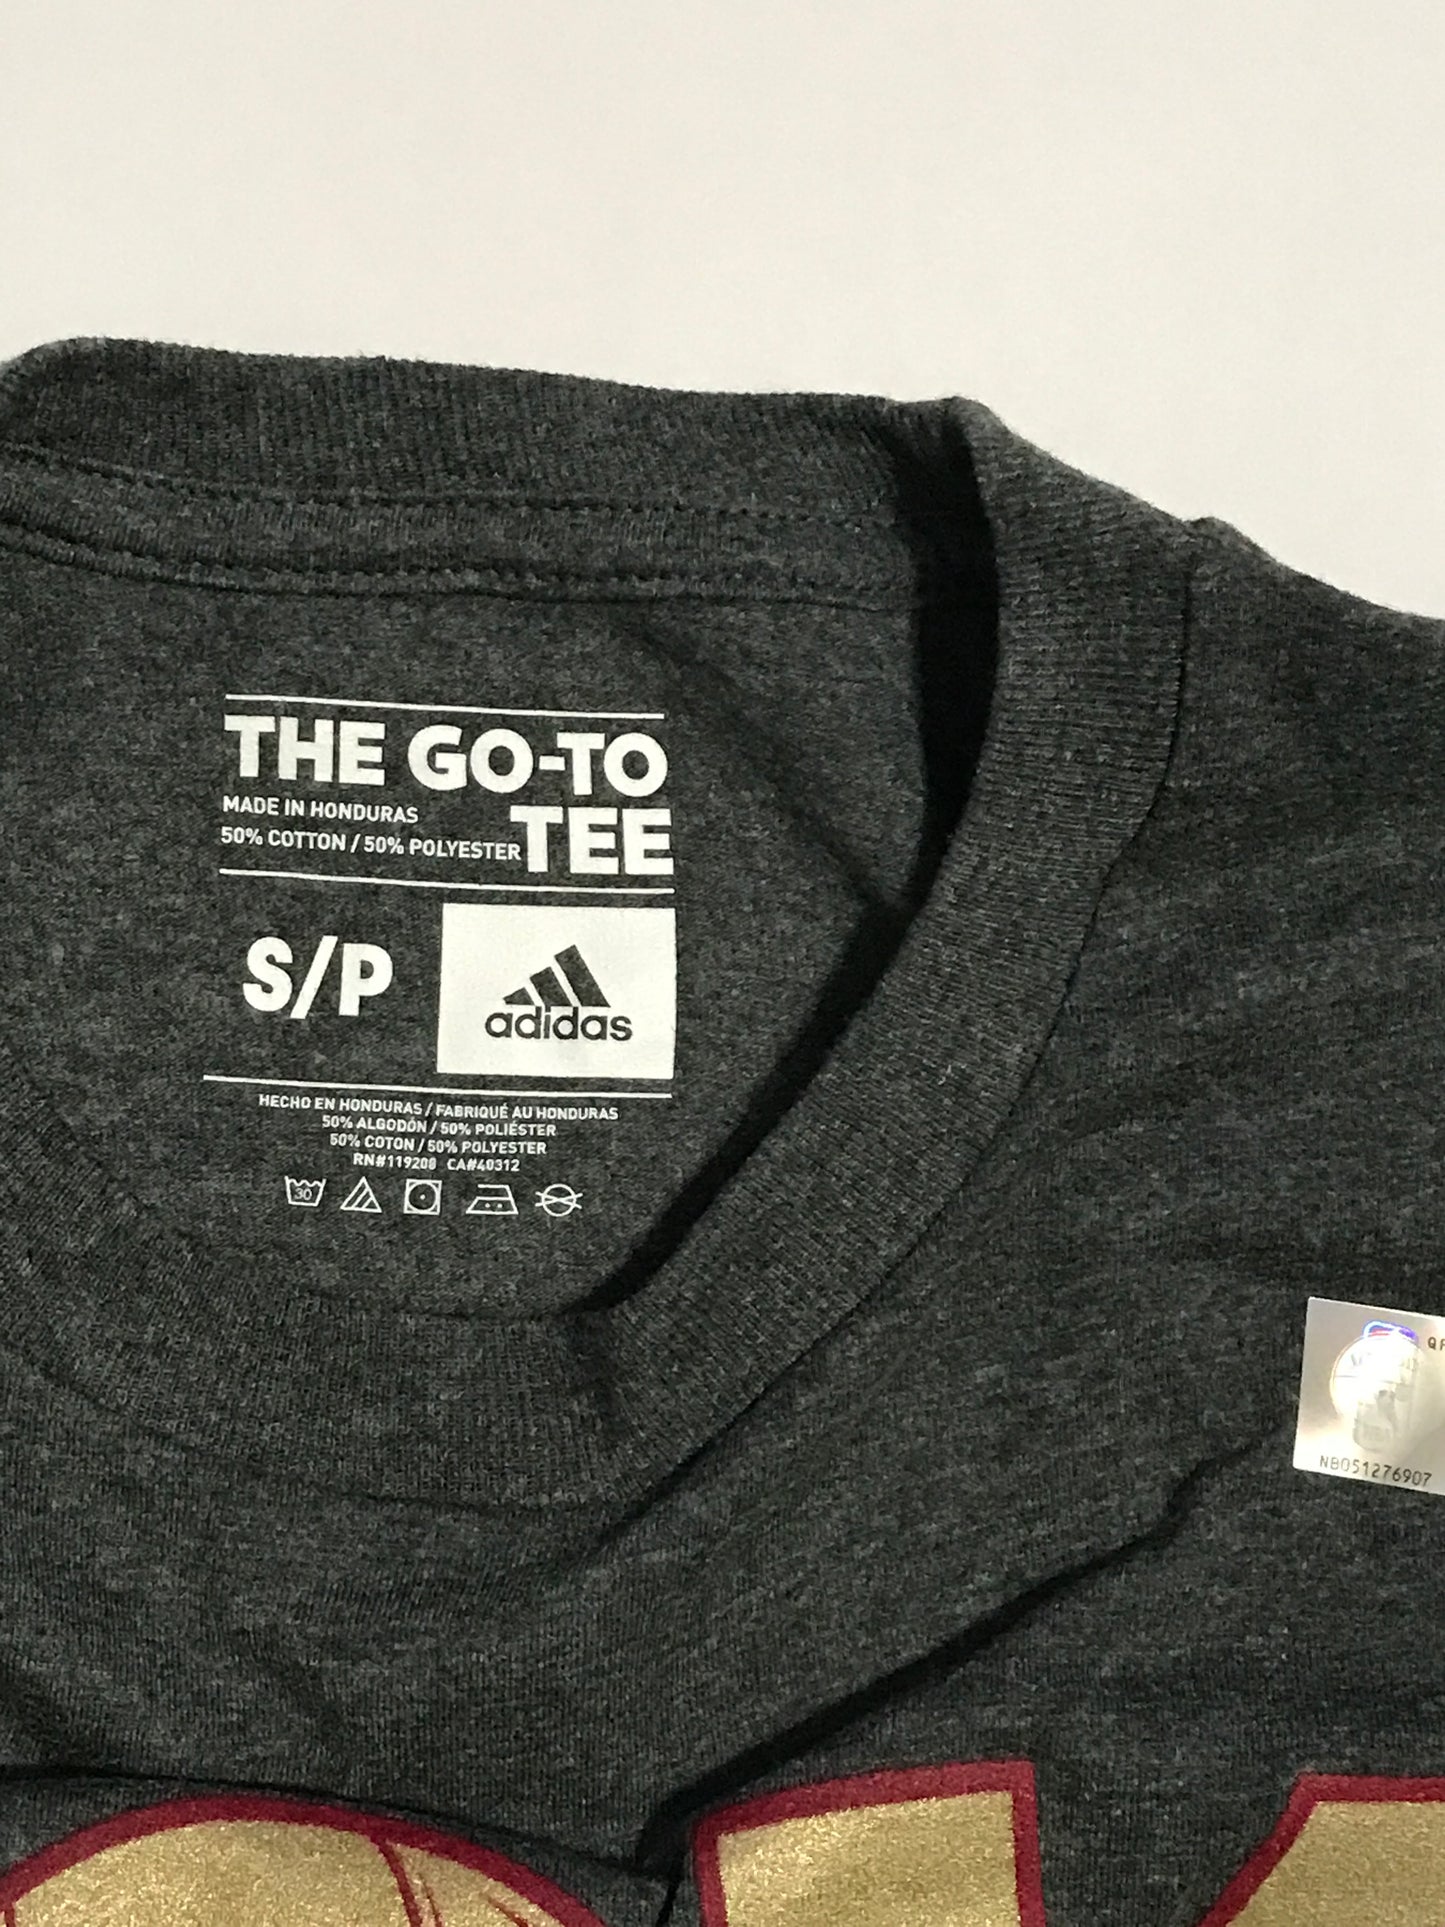 THE GO-TO
MADE IN HONDURAS
TEE
50% COTTON / 50% POLYESTER
S/P
adidas
HECHO EN HONDURAS / FABRIQUÉ AU HONDURAS
50% ALGODÓN / 50% POLIÉSTER
50% COTON / 50% POLYESTER
RN#119208 CA#40312
30
NBA
NB051276907